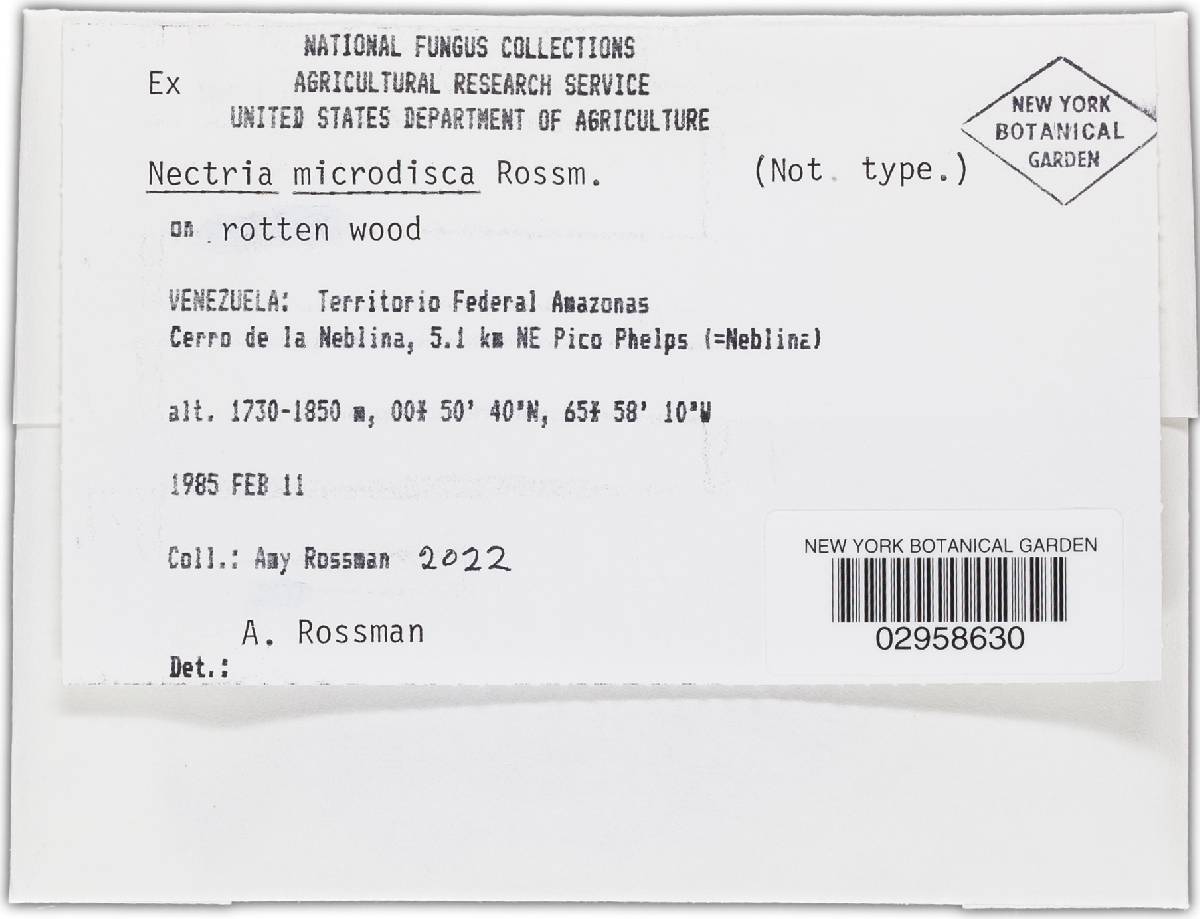 NATIONAL FUNGUS COLLECTIONS
Ex AGRICULTURAL RESEARCH SERVICE
UNITED STATES DEPARTMENT OF AGRICULTURE
NEW YORK
BOTANICAL
GARDEN
Nectria microdisca Rossm. (Not type.)
on rotten wood
VENEZUELA: Territorio Federal Amazonas
Cerro de la Neblina, 5.1 km NE Pico Phelps (=Neblina)
alt. 1730-1850 m, 00¥ 50' 40"N, 65¥ 58' 10"W
1985 FEB 11
Coll.: Amy Rossman 2022
A. Rossman
Det.:
NEW YORK BOTANICAL GARDEN
02958630